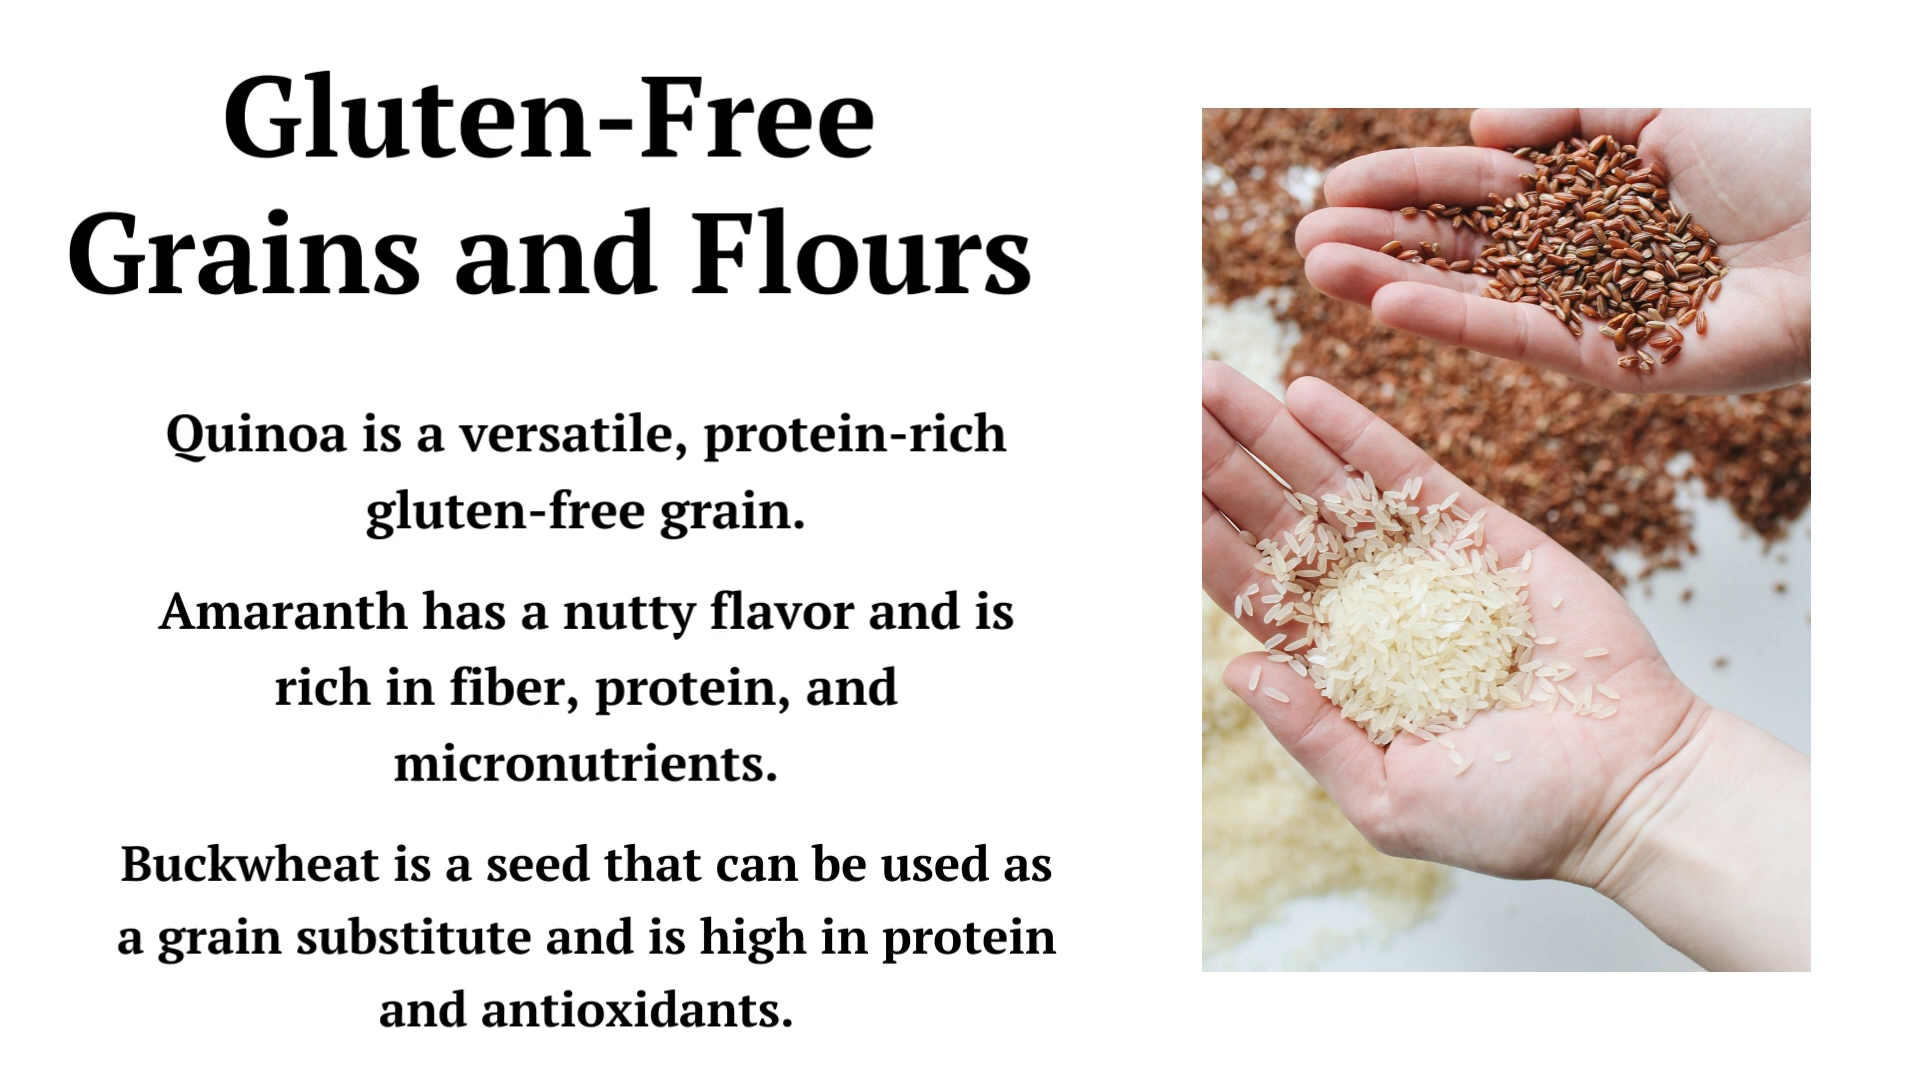 Gluten-Free
Grains and Flours
Quinoa is a versatile, protein-rich
gluten-free grain.
Amaranth has a nutty flavor and is
rich in fiber, protein, and
micronutrients.
Buckwheat is a seed that can be used as
a grain substitute and is high in protein
and antioxidants.